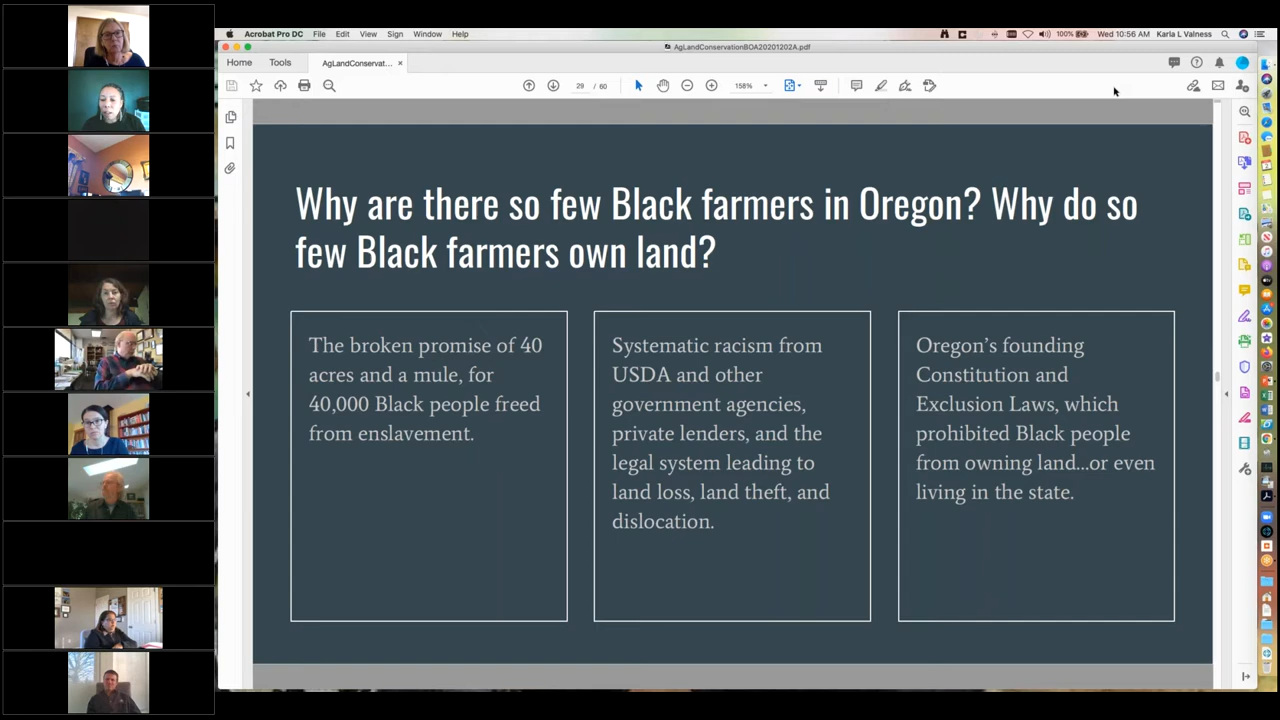 Acrobat Pro DC File Edit View Sign Window Help 100% Wed 10:56 AM Karla L Valness
AgLandConservationBOA20201202A.pdf
Home Tools AgLandConservat... ×
29 / 60 158%
Why are there so few Black farmers in Oregon? Why do so
few Black farmers own land?
The broken promise of 40
acres and a mule, for
40,000 Black people freed
from enslavement.
Systematic racism from
USDA and other
government agencies,
private lenders, and the
legal system leading to
land loss, land theft, and
dislocation.
Oregon’s founding
Constitution and
Exclusion Laws, which
prohibited Black people
from owning land...or even
living in the state.